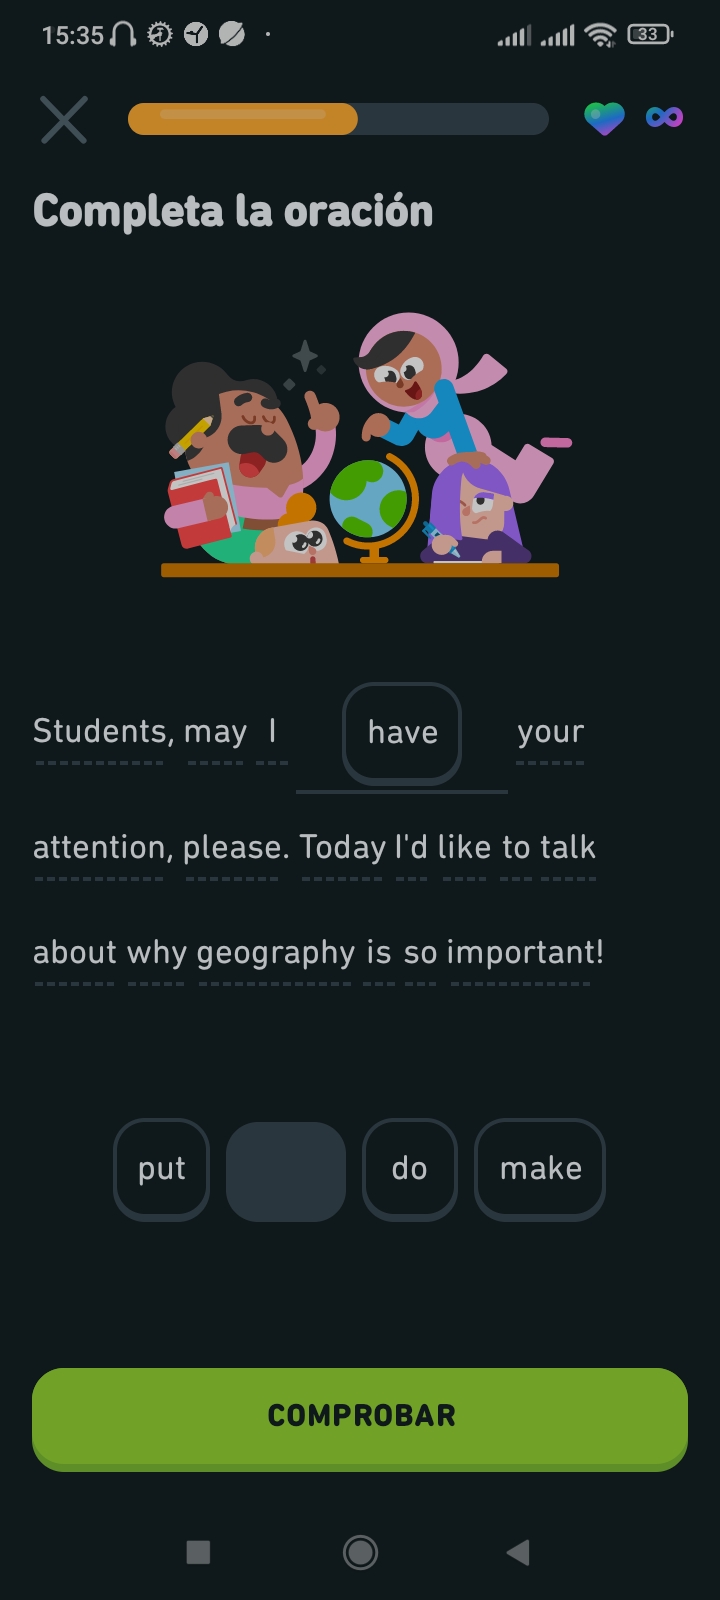 15:35
33
Completa la oración
Students, may I have your
attention, please. Today I'd like to talk
about why geography is so important!
put do make
COMPROBAR